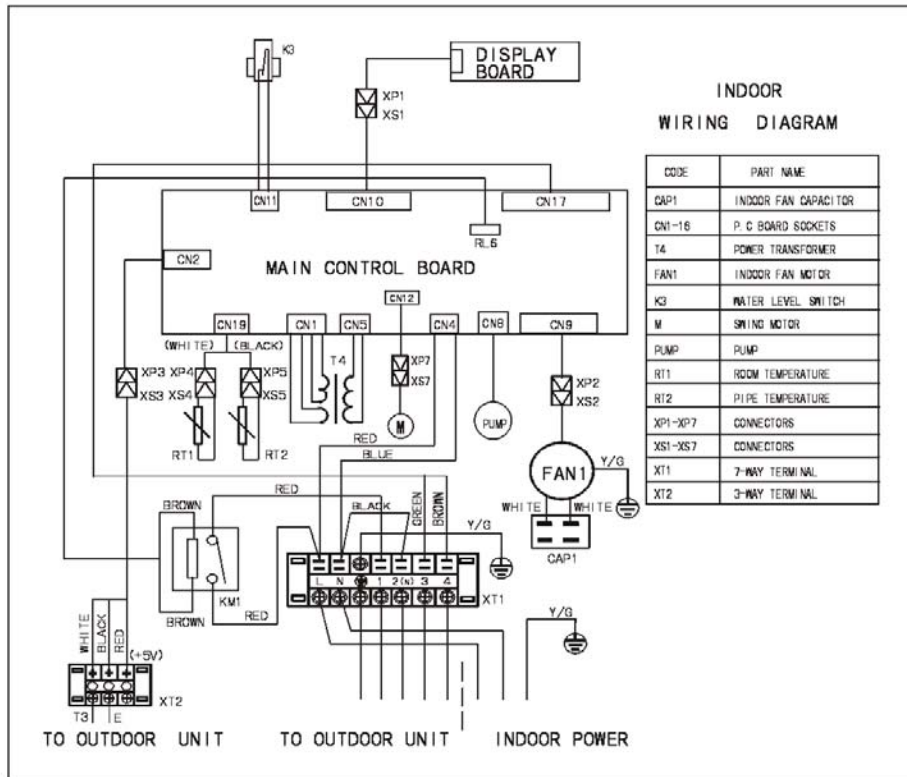 K3
DISPLAY
BOARD
XP1
XS1
INDOOR
WIRING DIAGRAM
CODE PART NAME
CAP1 INDOOR FAN CAPACITOR
CN1-16 P.C BOARD SOCKETS
T4 POWER TRANSFORMER
FAN1 INDOOR FAN MOTOR
K3 WATER LEVEL SWITCH
M SWING MOTOR
PUMP PUMP
RT1 ROOM TEMPERATURE
RT2 PIPE TEMPERATURE
XP1-XP7 CONNECTORS
XS1-XS7 CONNECTORS
XT1 7-WAY TERMINAL
XT2 3-WAY TERMINAL
CN11 CN10 CN17
RL6
CN2
MAIN CONTROL BOARD
CN12
CN19 CN1 CN5 CN4 CN8 CN9
(WHITE) (BLACK)
T4
XP3 XP4 XP5 XP7 XP2
XS3 XS4 XS5 XS7 XS2
M PUMP
RT1 RT2
RED
BLUE
FAN1 Y/G
WHITE WHITE
CAP1
BROWN RED BLACK GREEN BROWN Y/G
L N 1 2(N) 3 4
XT1
KM1
BROWN RED
Y/G
WHITE BLACK RED (+5V)
XT2
T3 E
TO OUTDOOR UNIT TO OUTDOOR UNIT INDOOR POWER